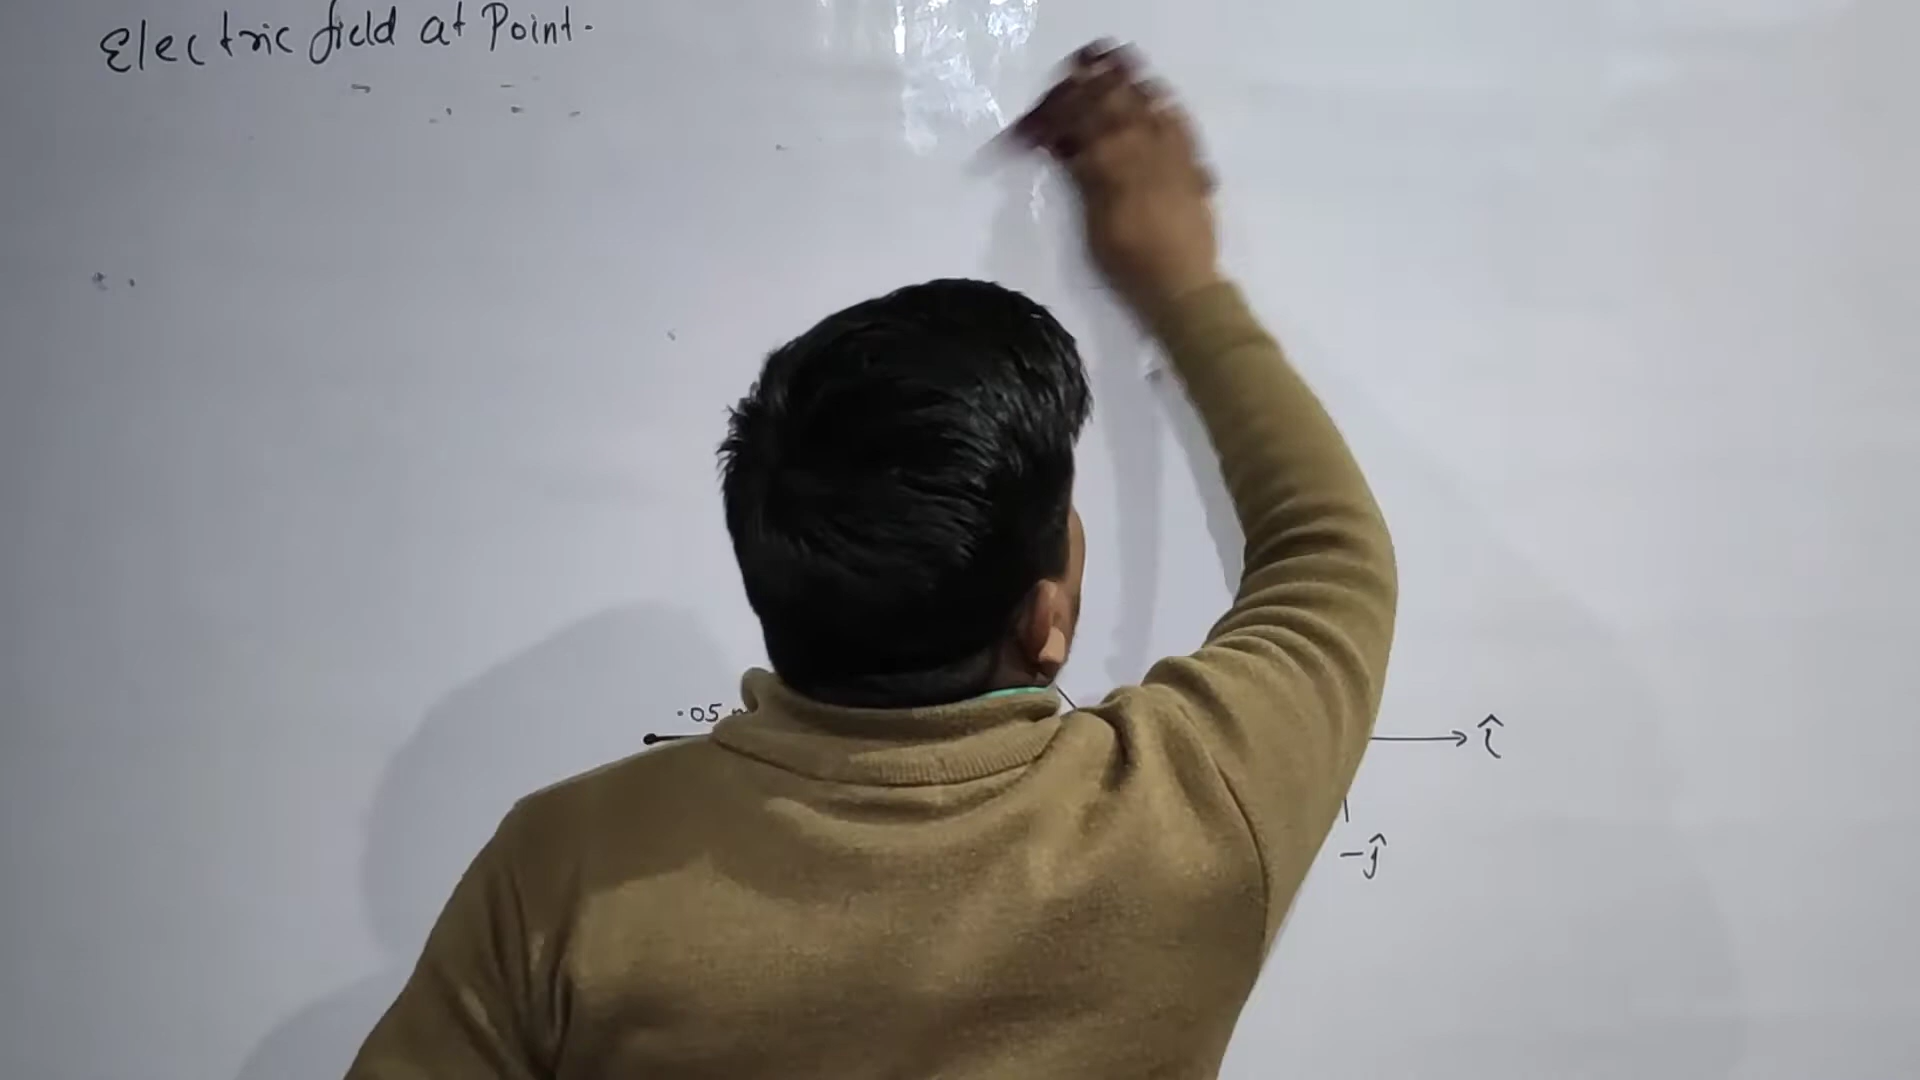 Electric field at Point.
.05 m
î
-ĵ